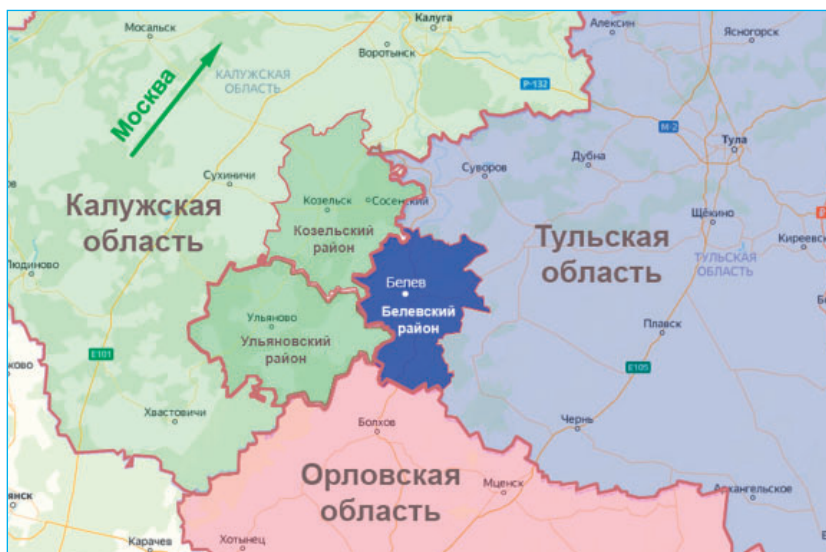 Мосальск
Калуга
Алексин
Ясногорск
Воротынск
КАЛУЖСКАЯ
ОБЛАСТЬ
Москва
Р-132
М-2
Тула
Дубна
Суворов
Сухиничи
Козельск
Сосенский
Калужская
область
Козельский
район
Щёкино
Тульская
область
Киреевск
ТУЛЬСКАЯ
ОБЛАСТЬ
Людиново
Белев
Белевский
район
Ульяново
Ульяновский
район
Плавск
Е101
Е105
Хвастовичи
Чернь
Болхов
Орловская
область
Мценск
Архангельское
Карачев
Хотынец